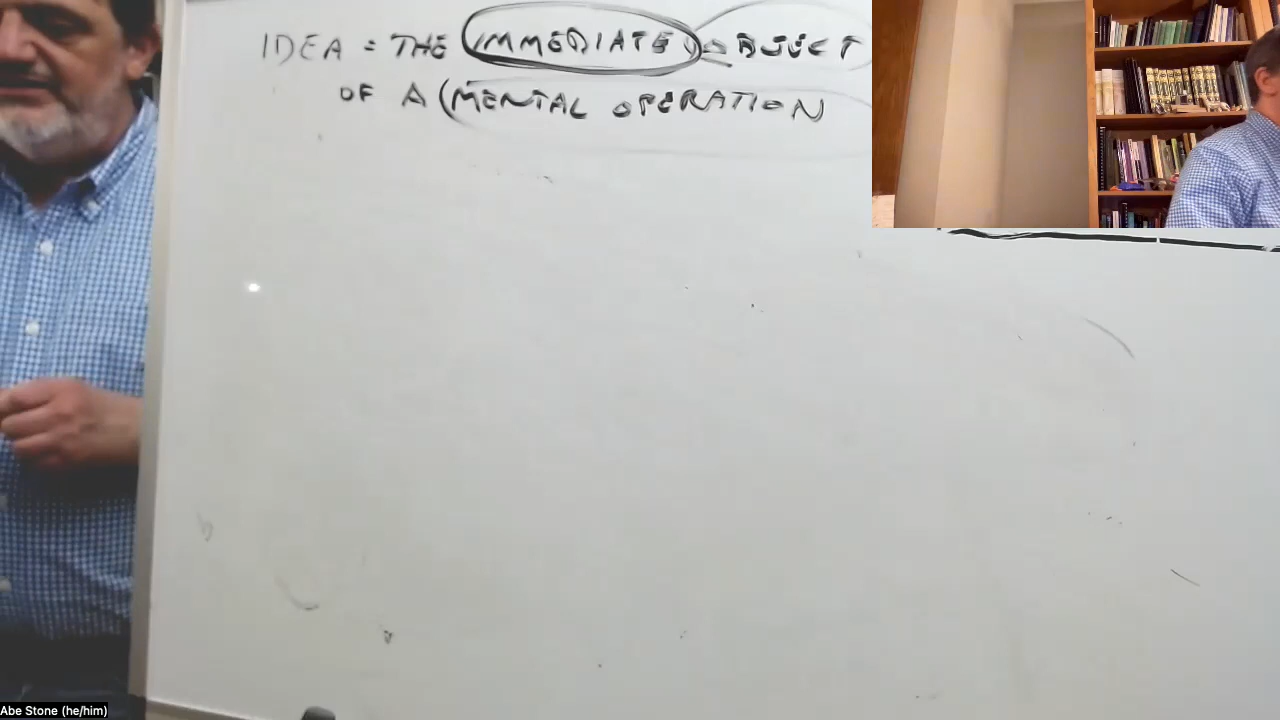 IDEA = THE (IMMEDIATE) OBJECT
OF A (MENTAL OPERATION
Abe Stone (he/him)